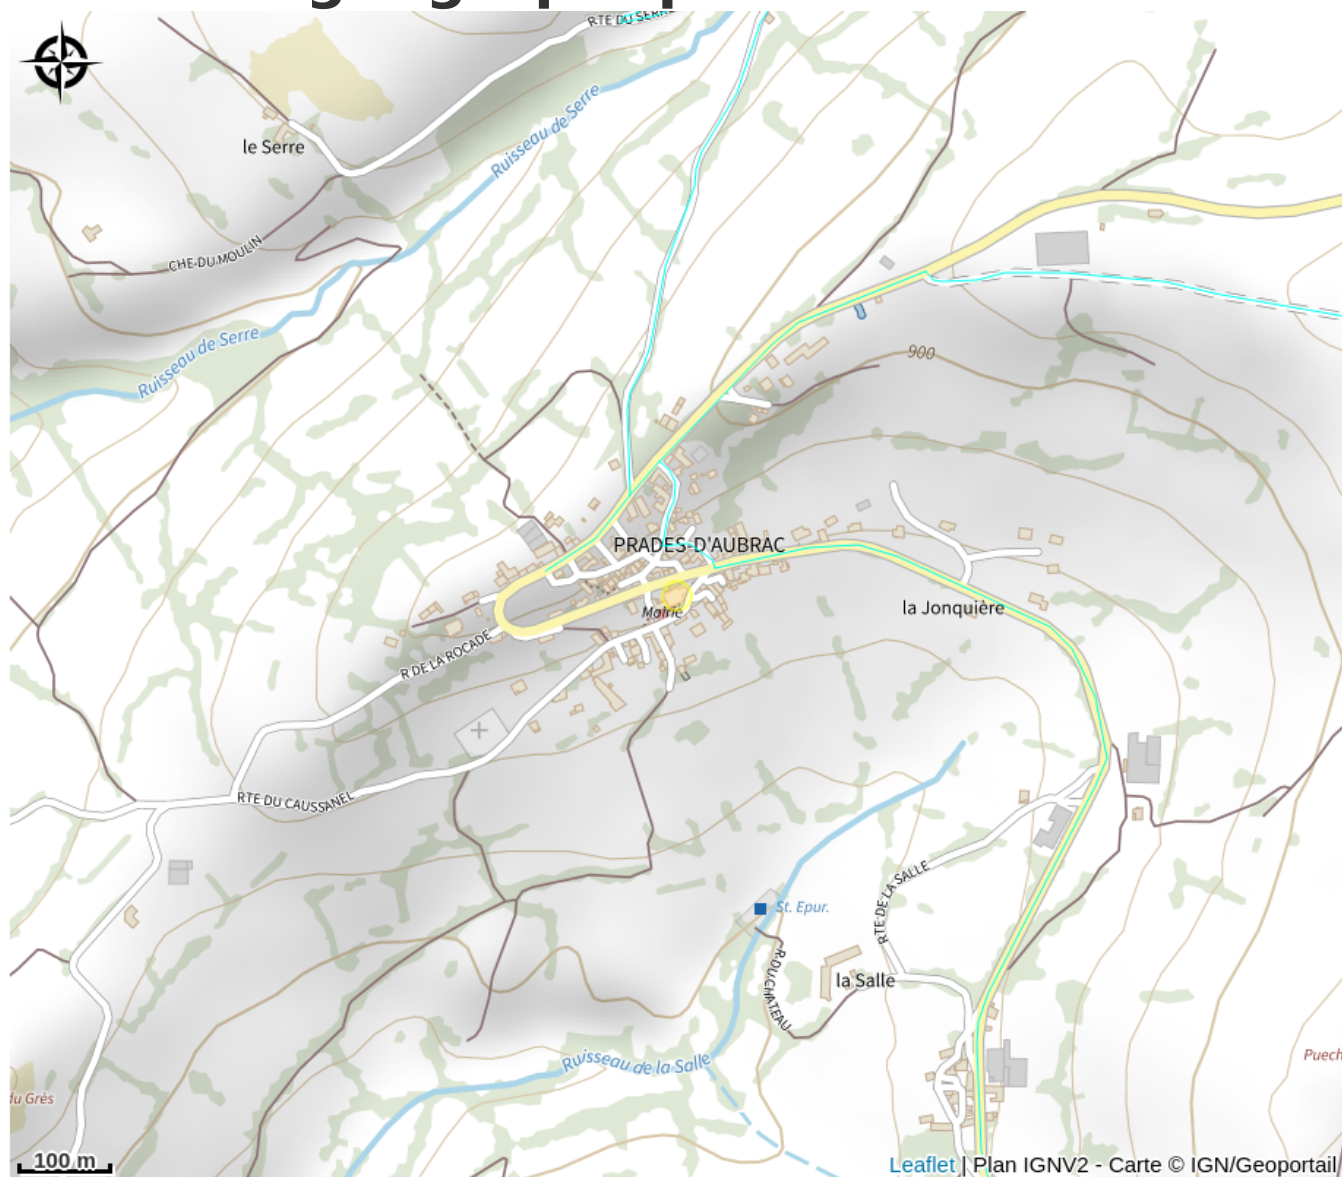 RTE DU SERRE
Ruisseau de Serre
le Serre
CHE DU MOULIN
Ruisseau de Serre
900
PRADES-D'AUBRAC
Mairie
la Jonquière
R DE LA ROCADE
RTE DU CAUSSANEL
RTE DE LA SALLE
St. Epur.
R DU CHATEAU
la Salle
Ruisseau de la Salle
Puech
du Grès
100 m
Leaflet | Plan IGNV2 - Carte © IGN/Geoportail